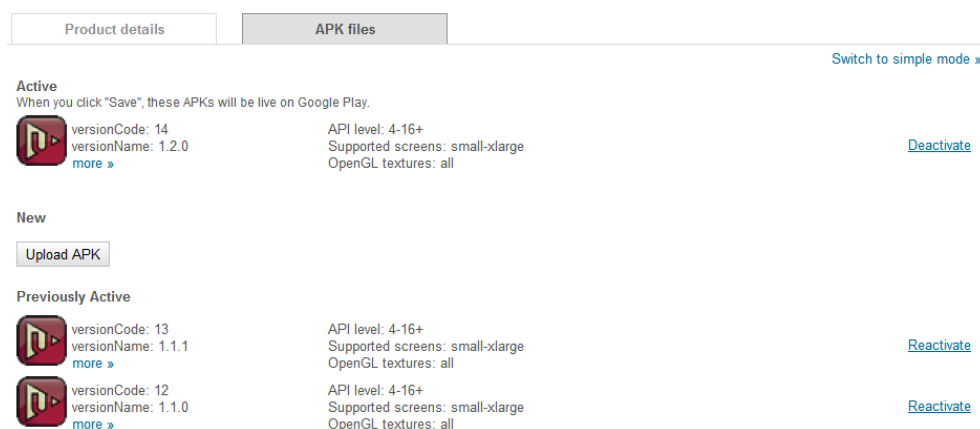 Product details APK files
Switch to simple mode »
Active
When you click "Save", these APKs will be live on Google Play.
versionCode: 14 API level: 4-16+
versionName: 1.2.0 Supported screens: small-xlarge Deactivate
more » OpenGL textures: all
New
Upload APK
Previously Active
versionCode: 13 API level: 4-16+
versionName: 1.1.1 Supported screens: small-xlarge Reactivate
more » OpenGL textures: all
versionCode: 12 API level: 4-16+
versionName: 1.1.0 Supported screens: small-xlarge Reactivate
more » OpenGL textures: all